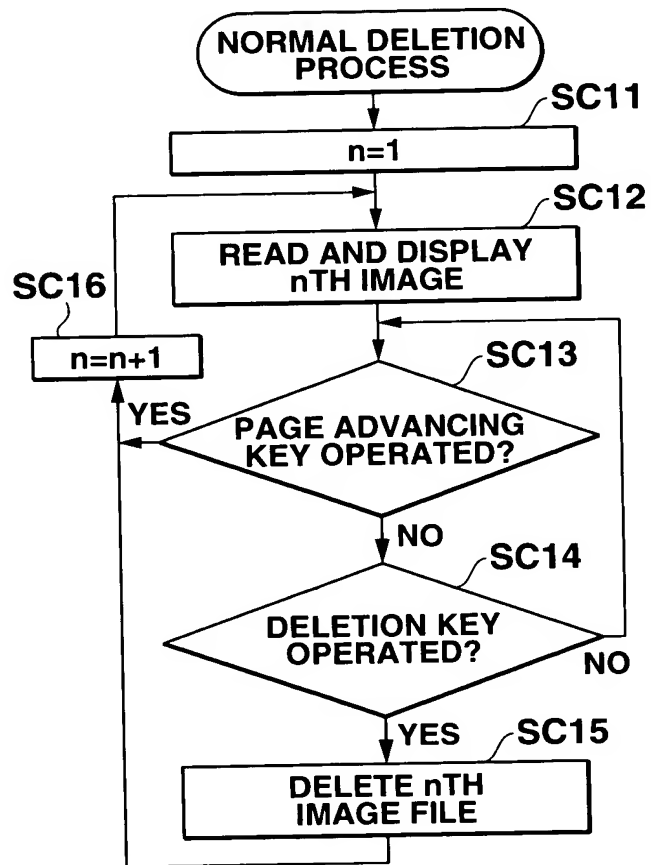 NORMAL DELETION
PROCESS
SC11
n=1
SC12
READ AND DISPLAY
nTH IMAGE
SC16
n=n+1
SC13
YES
PAGE ADVANCING
KEY OPERATED?
NO
SC14
DELETION KEY
OPERATED?
NO
YES
SC15
DELETE nTH
IMAGE FILE